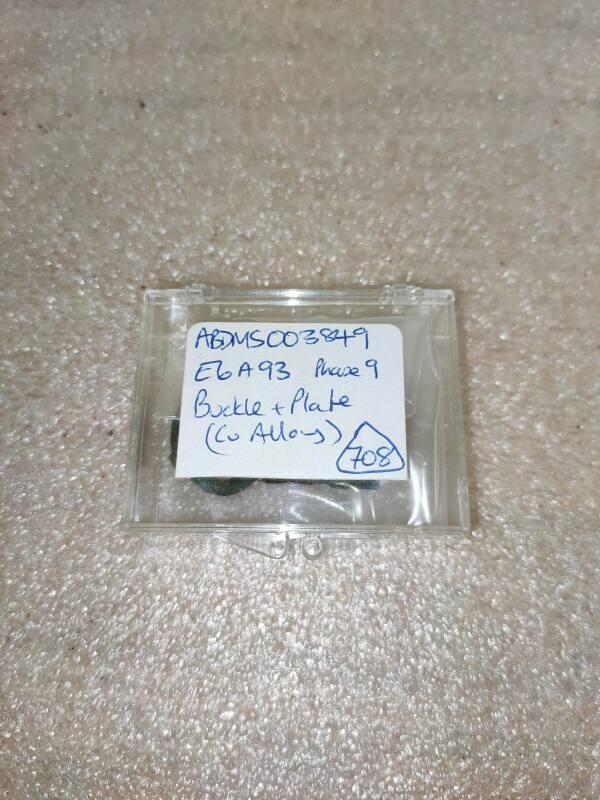 ABDMS003849
E6A93 Phase 9
Buckle + Plate
(Cu Alloy)
708